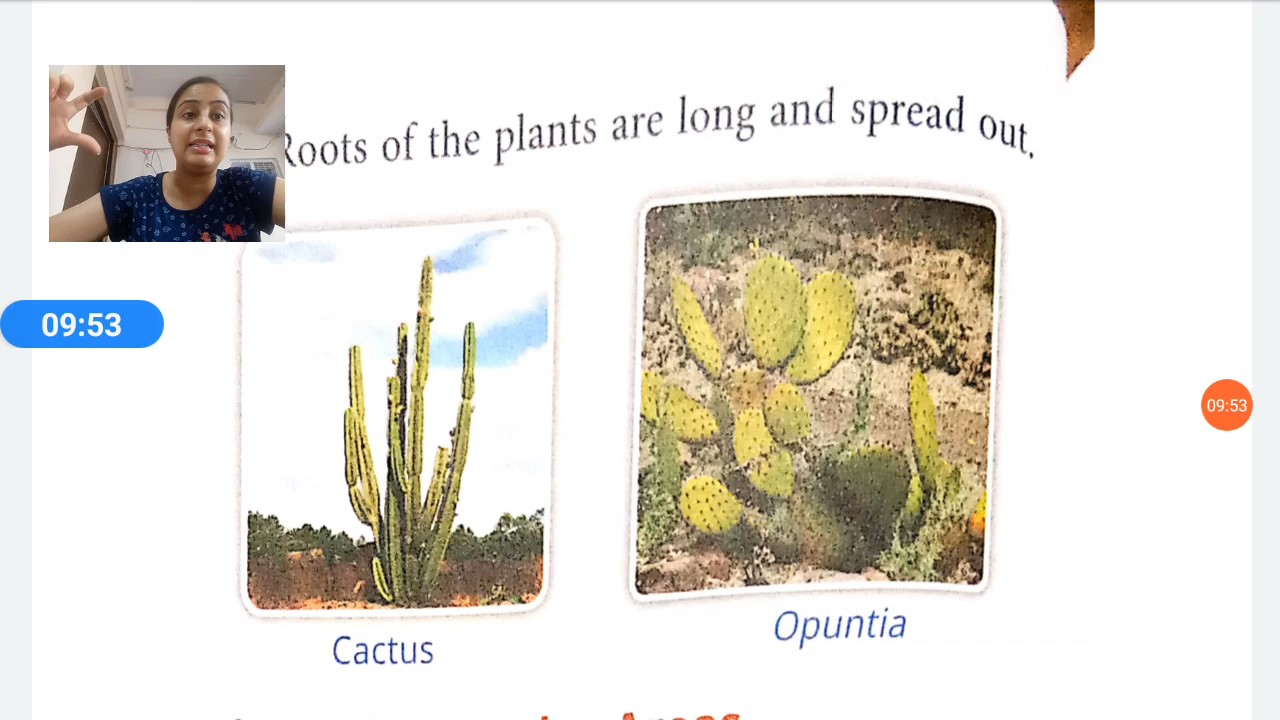 Roots of the plants are long and spread out.
09:53
09:53
Cactus
Opuntia